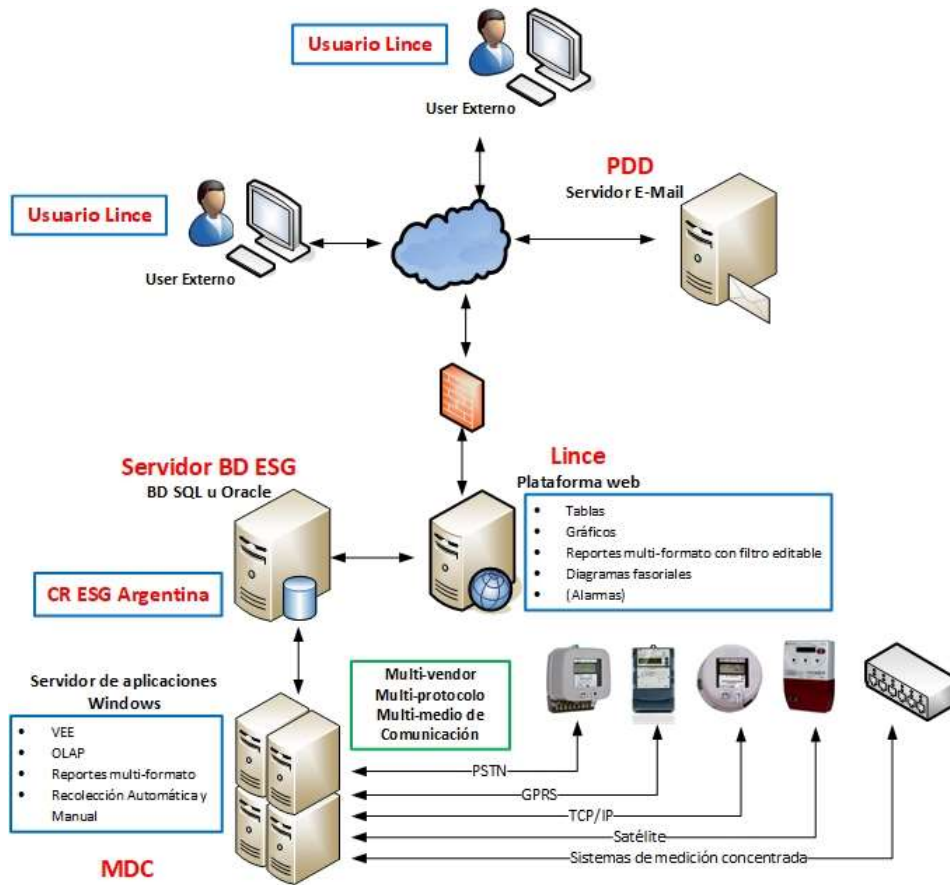 Usuario Lince
User Externo
PDD
Servidor E-Mail
Usuario Lince
User Externo
Servidor BD ESG
BD SQL u Oracle
Lince
Plataforma web
• Tablas
• Gráficos
• Reportes multi-formato con filtro editable
• Diagramas fasoriales
• (Alarmas)
CR ESG Argentina
Servidor de aplicaciones
Windows
• VEE
• OLAP
• Reportes multi-formato
• Recolección Automática y
Manual
MDC
Multi-vendor
Multi-protocolo
Multi-medio de
Comunicación
PSTN
GPRS
TCP/IP
Satélite
Sistemas de medición concentrada